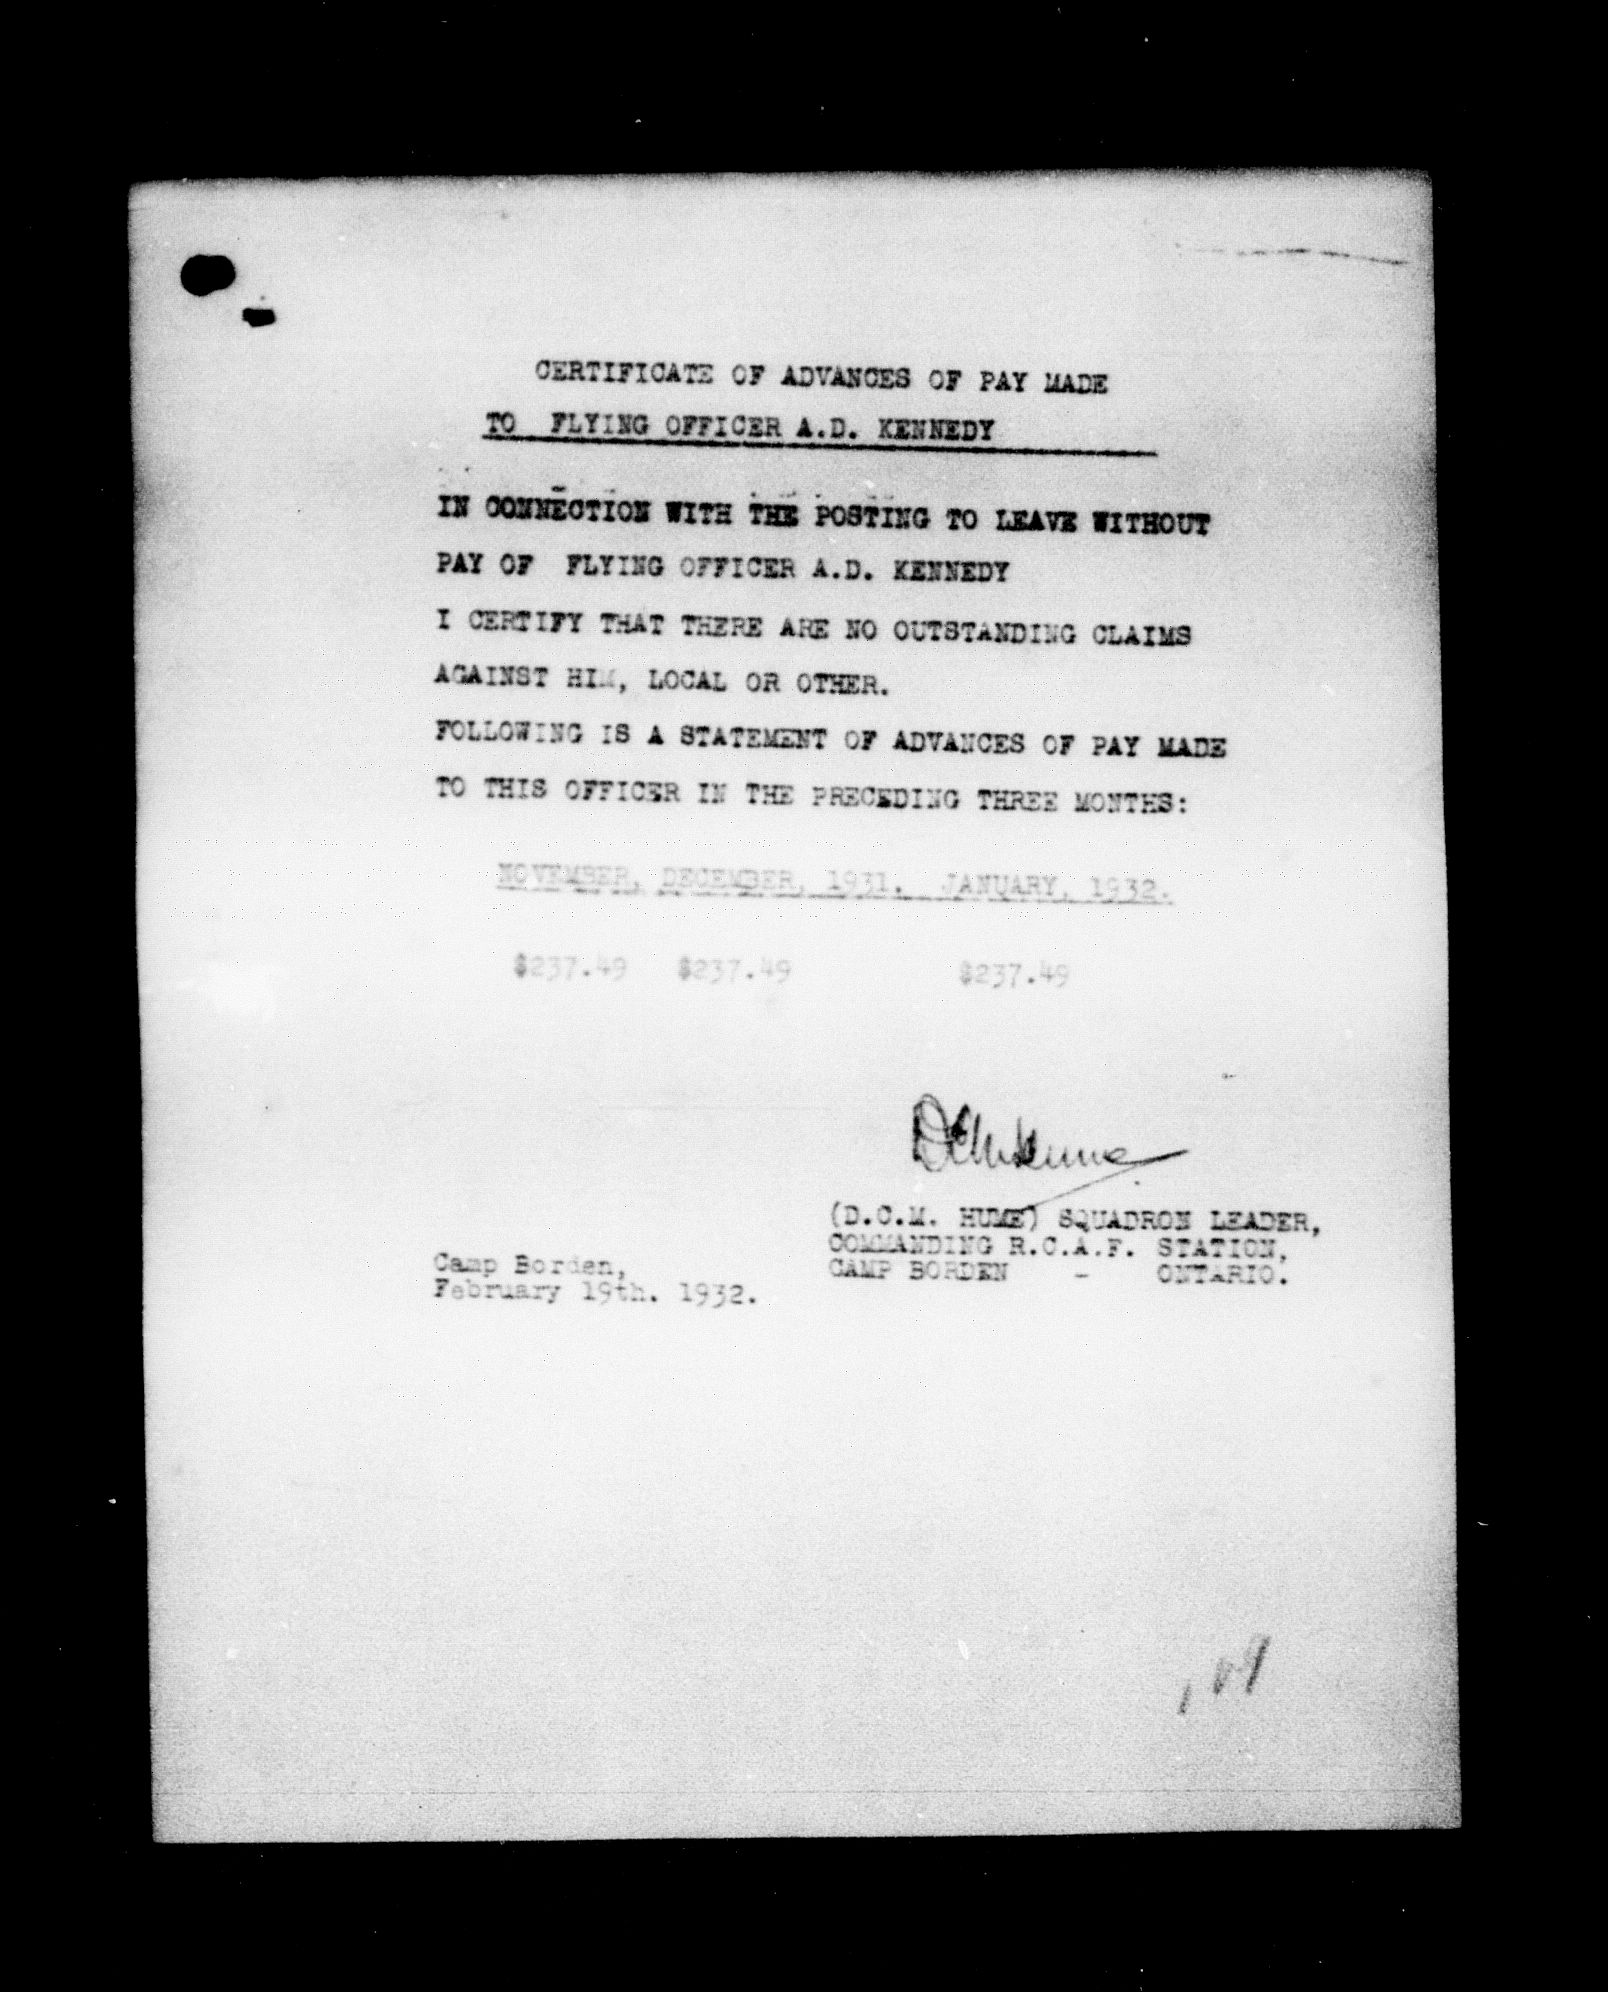 CERTIFICATE OF ADVANCES OF PAY MADE
TO FLYING OFFICER A.D. KENNEDY
IN CONNECTION WITH THE POSTING TO LEAVE WITHOUT
PAY OF FLYING OFFICER A.D. KENNEDY
I CERTIFY THAT THERE ARE NO OUTSTANDING CLAIMS
AGAINST HIM, LOCAL OR OTHER.
FOLLOWING IS A STATEMENT OF ADVANCES OF PAY MADE
TO THIS OFFICER IN THE PRECEDING THREE MONTHS:
NOVEMBER, DECEMBER, 1931. JANUARY, 1932.
$237.49 $237.49 $237.49
DCM Hume
(D.C.M. HUME) SQUADRON LEADER,
COMMANDING R.C.A.F. STATION,
CAMP BORDEN - ONTARIO.
Camp Borden,
February 19th. 1932.